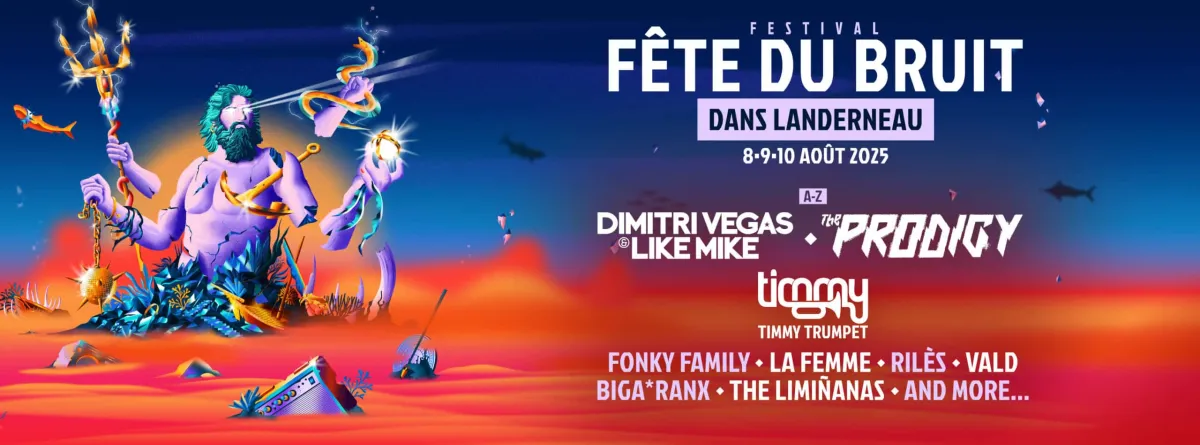 FESTIVAL
FÊTE DU BRUIT
DANS LANDERNEAU
8•9•10 AOÛT 2025
A-Z
DIMITRI VEGAS
& LIKE MIKE • The PRODIGY
timmy
TIMMY TRUMPET
FONKY FAMILY • LA FEMME • RILÈS • VALD
BIGA*RANX • THE LIMIÑANAS • AND MORE...